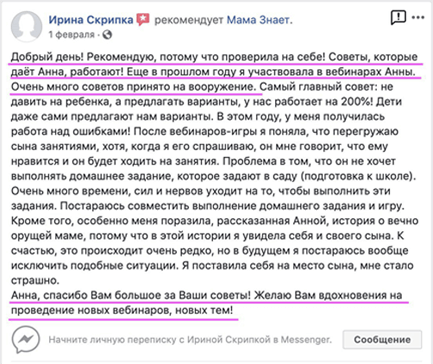 Ирина Скрипка рекомендует Мама Знает.
1 февраля ·
Добрый день! Рекомендую, потому что проверила на себе! Советы, которые
даёт Анна, работают! Еще в прошлом году я участвовала в вебинарах Анны.
Очень много советов принято на вооружение. Самый главный совет: не
давить на ребенка, а предлагать варианты, у нас работает на 200%! Дети
даже сами предлагают нам варианты. В этом году, у меня получилась
работа над ошибками! После вебинаров-игры я поняла, что перегружаю
сына занятиями, хотя, когда я его спрашиваю, он мне говорит, что ему
нравится и он будет ходить на занятия. Проблема в том, что он не хочет
выполнять домашнее задание, которое задают в саду (подготовка к школе).
Очень много времени, сил и нервов уходит на то, чтобы выполнить эти
задания. Постараюсь совместить выполнение домашнего задания и игру.
Кроме того, особенно меня поразила, рассказанная Анной, история о вечно
орущей маме, потому что в этой истории я увидела себя и своего сына. К
счастью, это происходит очень редко, но в будущем я постараюсь вообще
исключить подобные ситуации. Я поставила себя на место сына, мне стало
страшно.
Анна, спасибо Вам большое за Ваши советы! Желаю Вам вдохновения на
проведение новых вебинаров, новых тем!
Начните личную переписку с Ириной Скрипкой в Messenger. Сообщение